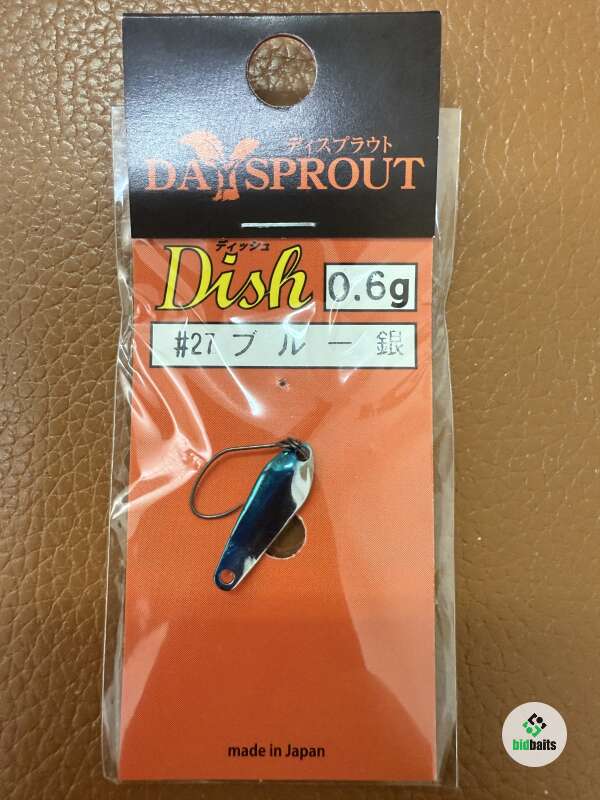 ディスプラウト
DAYSPROUT
ディッシュ
Dish 0.6g
#27 ブルー銀
made in Japan
bidbaits